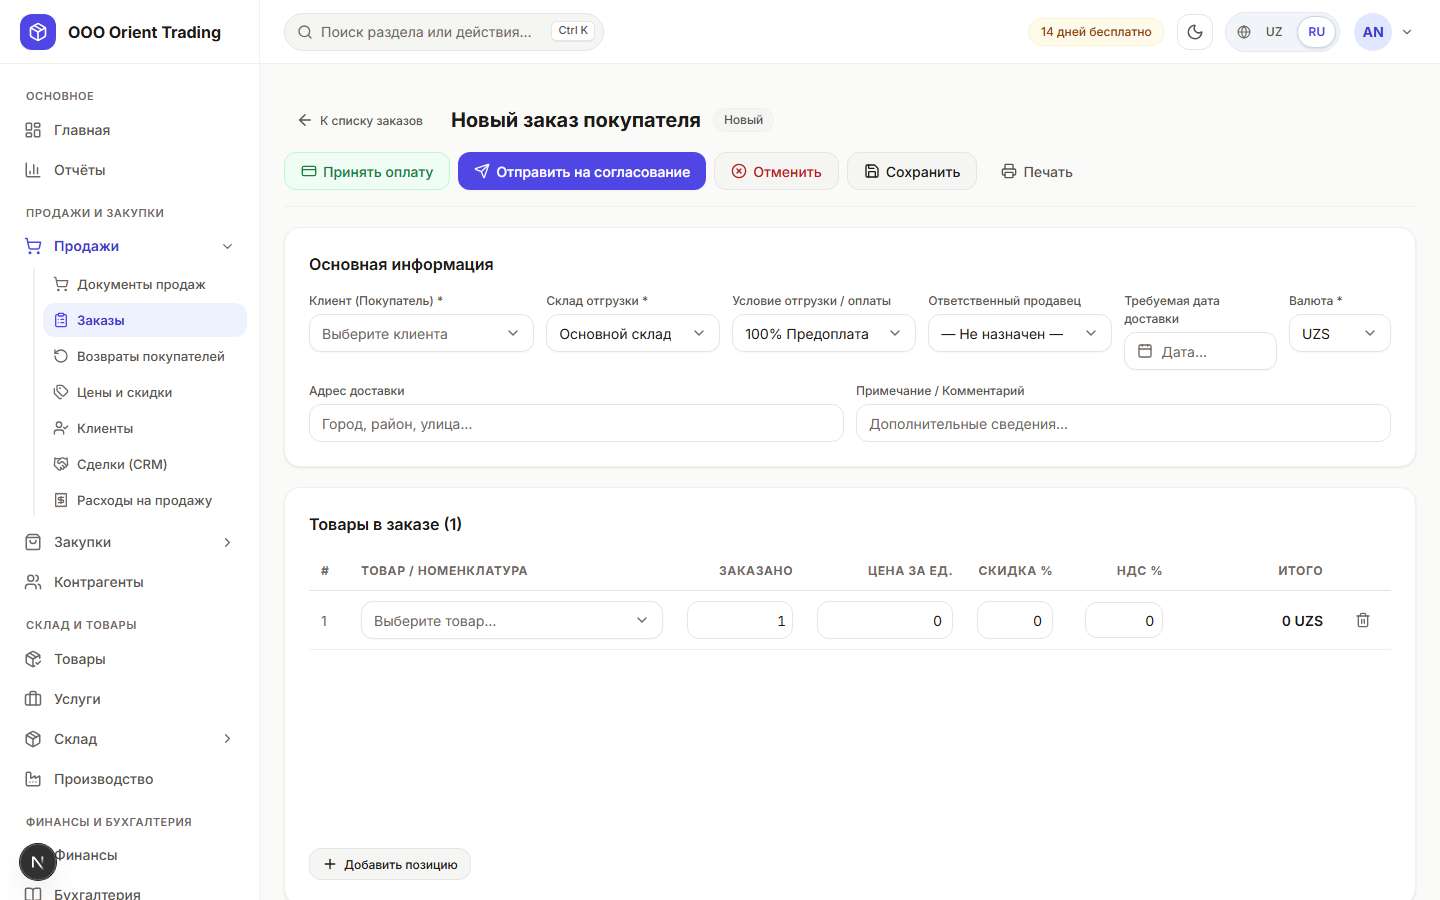 OOO Orient Trading
Поиск раздела или действия...
Ctrl K
14 дней бесплатно
UZ
RU
AN
ОСНОВНОЕ
Главная
Отчёты
ПРОДАЖИ И ЗАКУПКИ
Продажи
Документы продаж
Заказы
Возвраты покупателей
Цены и скидки
Клиенты
Сделки (CRM)
Расходы на продажу
Закупки
Контрагенты
СКЛАД И ТОВАРЫ
Товары
Услуги
Склад
Производство
ФИНАНСЫ И БУХГАЛТЕРИЯ
Финансы
Бухгалтерия
N
К списку заказов
Новый заказ покупателя
Новый
Принять оплату
Отправить на согласование
Отменить
Сохранить
Печать
Основная информация
Клиент (Покупатель) *
Выберите клиента
Склад отгрузки *
Основной склад
Условие отгрузки / оплаты
100% Предоплата
Ответственный продавец
— Не назначен —
Требуемая дата
доставки
Дата...
Валюта *
UZS
Адрес доставки
Город, район, улица...
Примечание / Комментарий
Дополнительные сведения...
Товары в заказе (1)
# ТОВАР / НОМЕНКЛАТУРА ЗАКАЗАНО ЦЕНА ЗА ЕД. СКИДКА % НДС % ИТОГО
1 Выберите товар... 1 0 0 0 0 UZS
Добавить позицию